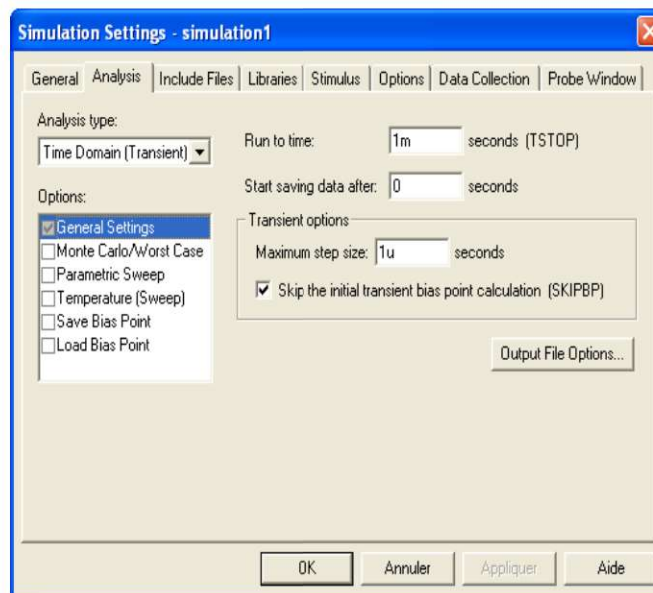 Simulation Settings - simulation1
General Analysis Include Files Libraries Stimulus Options Data Collection Probe Window
Analysis type:
Time Domain (Transient)
Options:
General Settings
Monte Carlo/Worst Case
Parametric Sweep
Temperature (Sweep)
Save Bias Point
Load Bias Point
Run to time: 1m seconds (TSTOP)
Start saving data after: 0 seconds
Transient options
Maximum step size: 1u seconds
Skip the initial transient bias point calculation (SKIPBP)
Output File Options...
OK Annuler Appliquer Aide